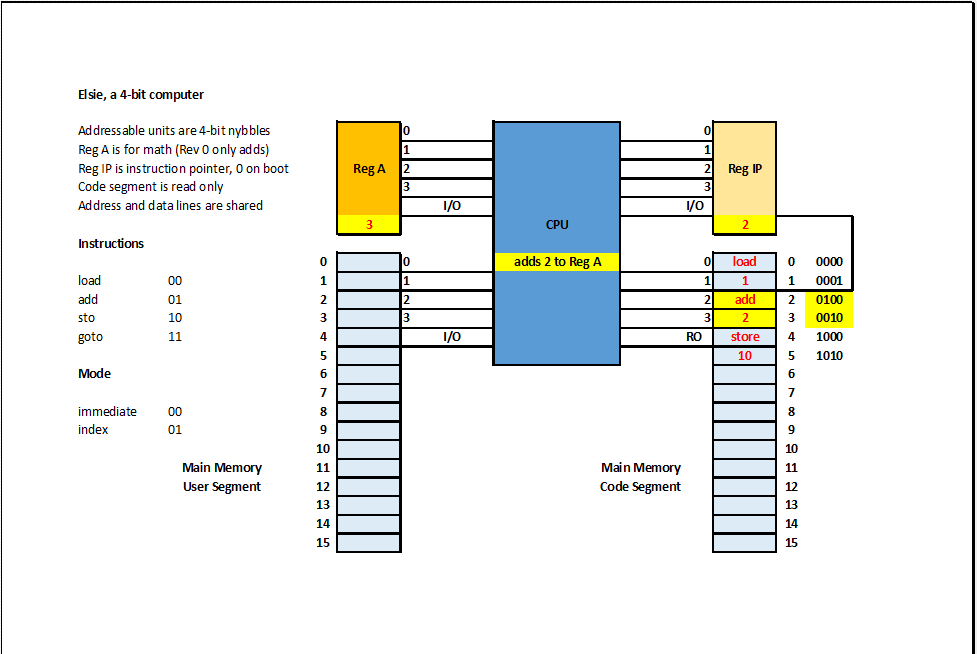 Elsie, a 4-bit computer
Addressable units are 4-bit nybbles
Reg A is for math (Rev 0 only adds)
Reg IP is instruction pointer, 0 on boot
Code segment is read only
Address and data lines are shared
Instructions
load 00
add 01
sto 10
goto 11
Mode
immediate 00
index 01
Reg A
3
0
1
2
3
I/O
CPU
adds 2 to Reg A
0
1
2
3
I/O
Reg IP
2
0
1
2
3
4
5
6
7
8
9
10
11
12
13
14
15
0
1
2
3
I/O
Main Memory
User Segment
0
1
2
3
RO
load 0 0000
1 1 0001
add 2 0100
2 3 0010
store 4 1000
10 5 1010
6
7
8
9
10
11
12
13
14
15
Main Memory
Code Segment